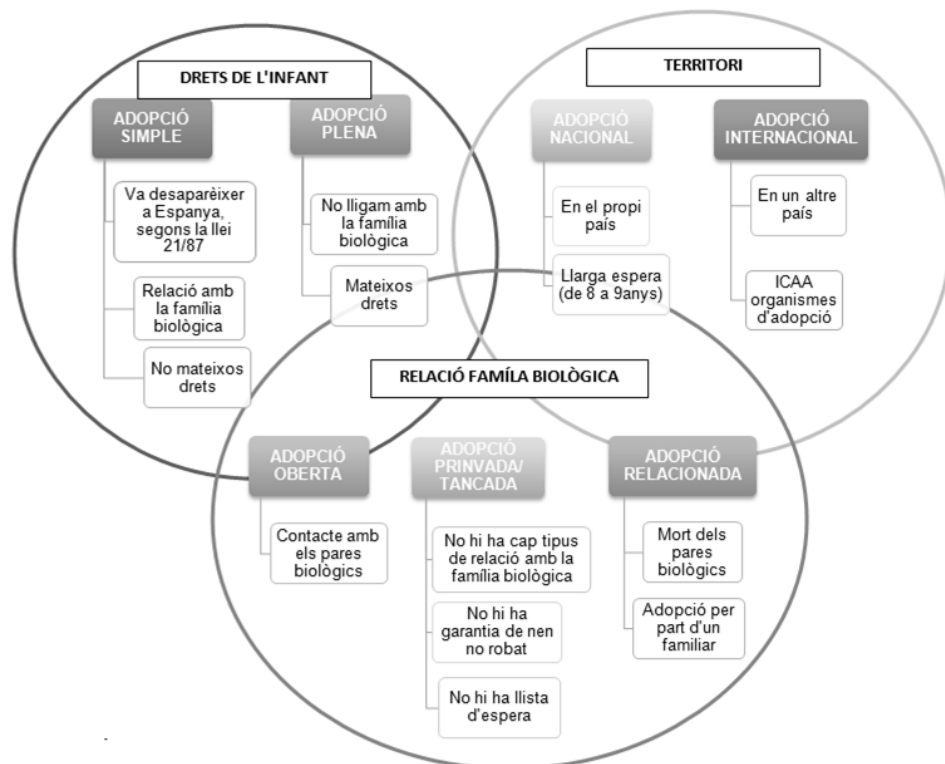 DRETS DE L'INFANT
ADOPCIÓ
SIMPLE
Va desaparèixer
a Espanya,
segons la llei
21/87
Relació amb
la família
biològica
No mateixos
drets
ADOPCIÓ
PLENA
No lligam amb
la família
biològica
Mateixos
drets
TERRITORI
ADOPCIÓ
NACIONAL
En el propi
país
Llarga espera
(de 8 a 9anys)
ADOPCIÓ
INTERNACIONAL
En un altre
país
ICAA
organismes
d'adopció
RELACIÓ FAMÍLA BIOLÒGICA
ADOPCIÓ
OBERTA
Contacte amb
els pares
biològics
ADOPCIÓ
PRINVADA/
TANCADA
No hi ha cap tipus
de relació amb la
família biològica
No hi ha
garantia de nen
no robat
No hi ha llista
d'espera
ADOPCIÓ
RELACIONADA
Mort dels
pares
biològics
Adopció per
part d'un
familiar